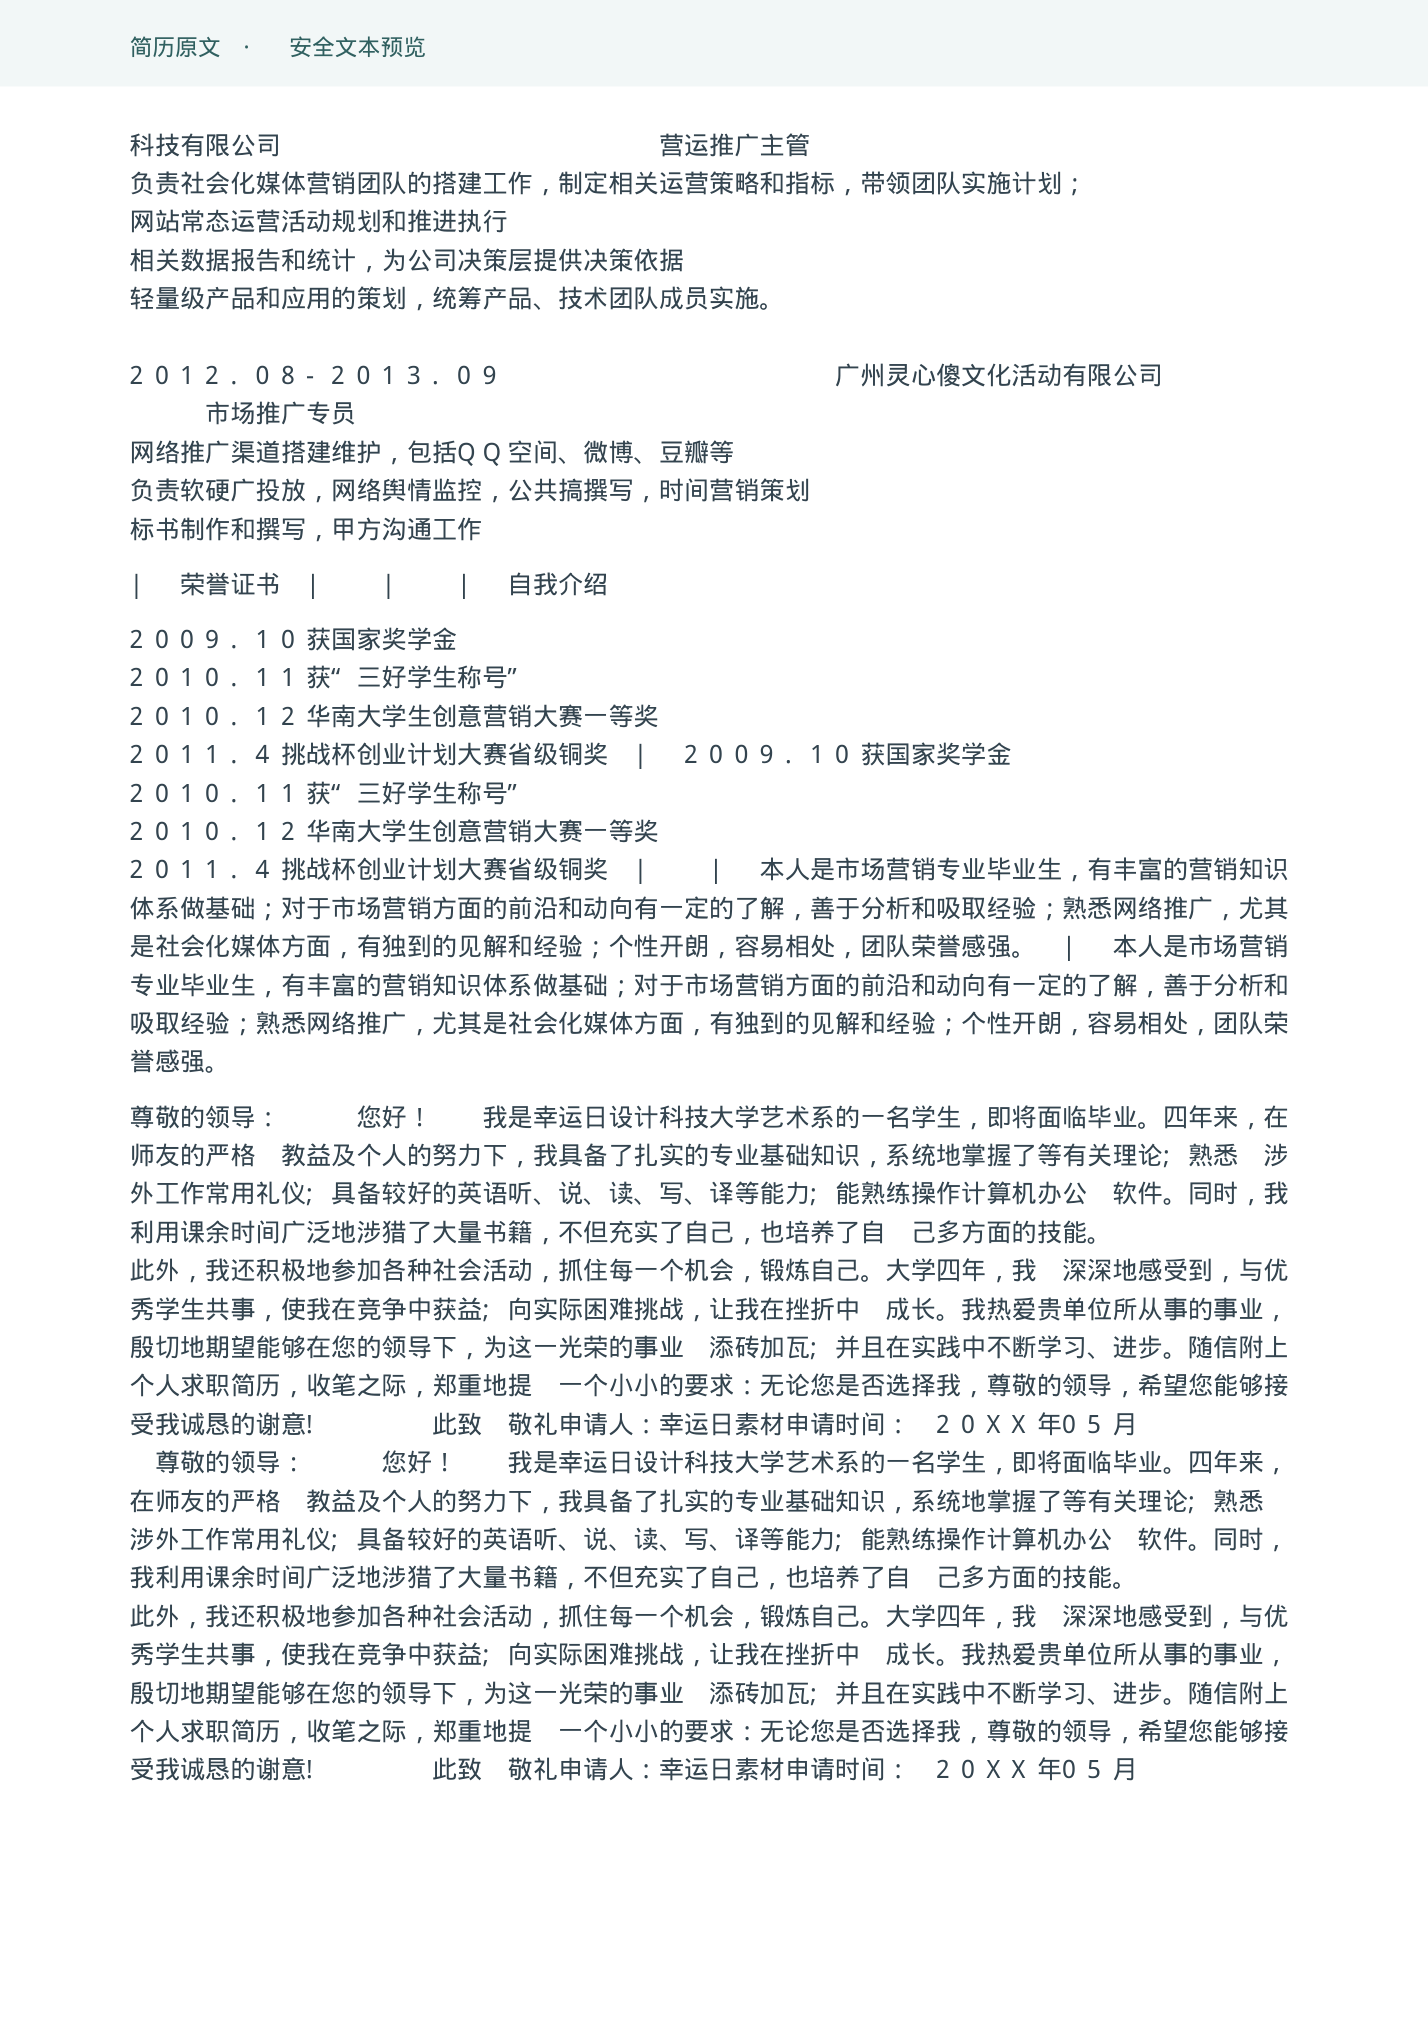 简历原文 · 安全文本预览
科技有限公司 营运推广主管
负责社会化媒体营销团队的搭建工作，制定相关运营策略和指标，带领团队实施计划；
网站常态运营活动规划和推进执行
相关数据报告和统计，为公司决策层提供决策依据
轻量级产品和应用的策划，统筹产品、技术团队成员实施。
2012.08-2013.09 广州灵心傻文化活动有限公司
市场推广专员
网络推广渠道搭建维护，包括QQ空间、微博、豆瓣等
负责软硬广投放，网络舆情监控，公共搞撰写，时间营销策划
标书制作和撰写，甲方沟通工作
| 荣誉证书 | | | 自我介绍
2009.10获国家奖学金
2010.11获“三好学生称号”
2010.12华南大学生创意营销大赛一等奖
2011.4挑战杯创业计划大赛省级铜奖 | 2009.10获国家奖学金
2010.11获“三好学生称号”
2010.12华南大学生创意营销大赛一等奖
2011.4挑战杯创业计划大赛省级铜奖 | | 本人是市场营销专业毕业生，有丰富的营销知识
体系做基础；对于市场营销方面的前沿和动向有一定的了解，善于分析和吸取经验；熟悉网络推广，尤其
是社会化媒体方面，有独到的见解和经验；个性开朗，容易相处，团队荣誉感强。 | 本人是市场营销
专业毕业生，有丰富的营销知识体系做基础；对于市场营销方面的前沿和动向有一定的了解，善于分析和
吸取经验；熟悉网络推广，尤其是社会化媒体方面，有独到的见解和经验；个性开朗，容易相处，团队荣
誉感强。
尊敬的领导： 您好！ 我是幸运日设计科技大学艺术系的一名学生，即将面临毕业。四年来，在
师友的严格 教益及个人的努力下，我具备了扎实的专业基础知识，系统地掌握了等有关理论; 熟悉 涉
外工作常用礼仪; 具备较好的英语听、说、读、写、译等能力; 能熟练操作计算机办公 软件。同时，我
利用课余时间广泛地涉猎了大量书籍，不但充实了自己，也培养了自 己多方面的技能。
此外，我还积极地参加各种社会活动，抓住每一个机会，锻炼自己。大学四年，我 深深地感受到，与优
秀学生共事，使我在竞争中获益; 向实际困难挑战，让我在挫折中 成长。我热爱贵单位所从事的事业，
殷切地期望能够在您的领导下，为这一光荣的事业 添砖加瓦; 并且在实践中不断学习、进步。随信附上
个人求职简历，收笔之际，郑重地提 一个小小的要求：无论您是否选择我，尊敬的领导，希望您能够接
受我诚恳的谢意! 此致 敬礼申请人：幸运日素材申请时间： 20XX年05月
尊敬的领导： 您好！ 我是幸运日设计科技大学艺术系的一名学生，即将面临毕业。四年来，
在师友的严格 教益及个人的努力下，我具备了扎实的专业基础知识，系统地掌握了等有关理论; 熟悉
涉外工作常用礼仪; 具备较好的英语听、说、读、写、译等能力; 能熟练操作计算机办公 软件。同时，
我利用课余时间广泛地涉猎了大量书籍，不但充实了自己，也培养了自 己多方面的技能。
此外，我还积极地参加各种社会活动，抓住每一个机会，锻炼自己。大学四年，我 深深地感受到，与优
秀学生共事，使我在竞争中获益; 向实际困难挑战，让我在挫折中 成长。我热爱贵单位所从事的事业，
殷切地期望能够在您的领导下，为这一光荣的事业 添砖加瓦; 并且在实践中不断学习、进步。随信附上
个人求职简历，收笔之际，郑重地提 一个小小的要求：无论您是否选择我，尊敬的领导，希望您能够接
受我诚恳的谢意! 此致 敬礼申请人：幸运日素材申请时间： 20XX年05月